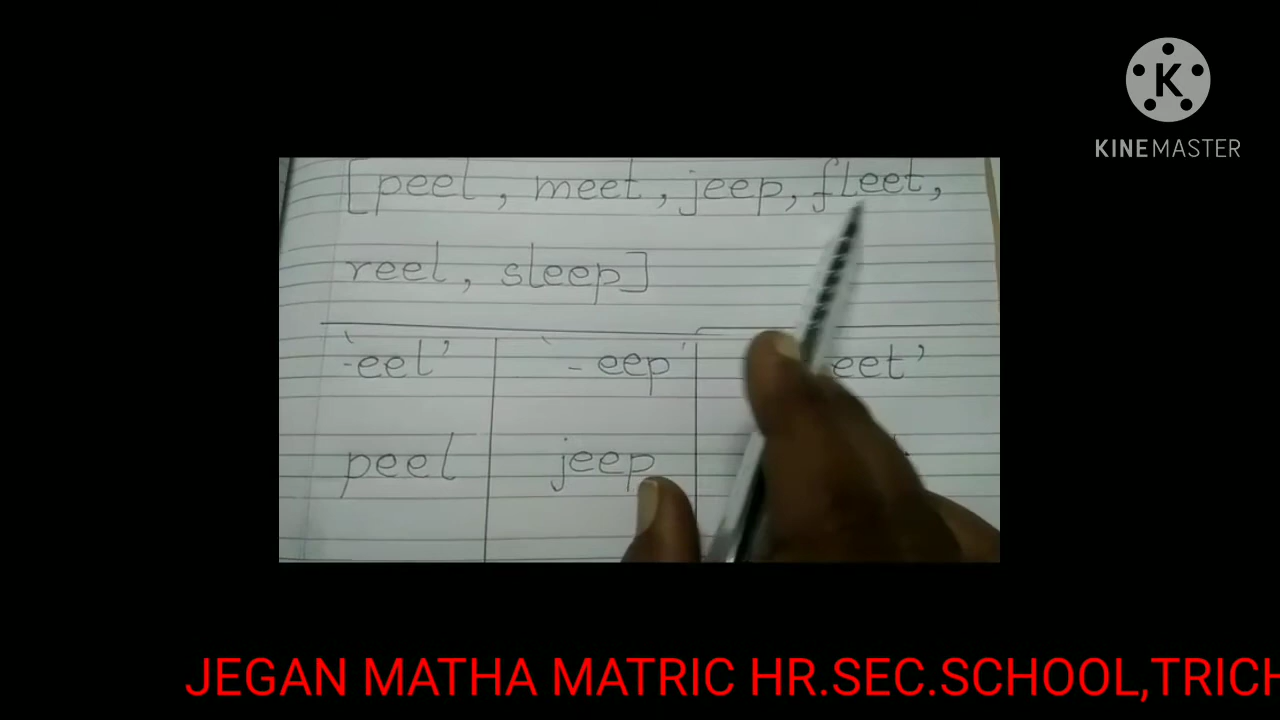 KINEMASTER
[peel, meet, jeep, fleet,
reel, sleep]
'-eel' '-eep' eet'
peel jeep
JEGAN MATHA MATRIC HR.SEC.SCHOOL,TRICH